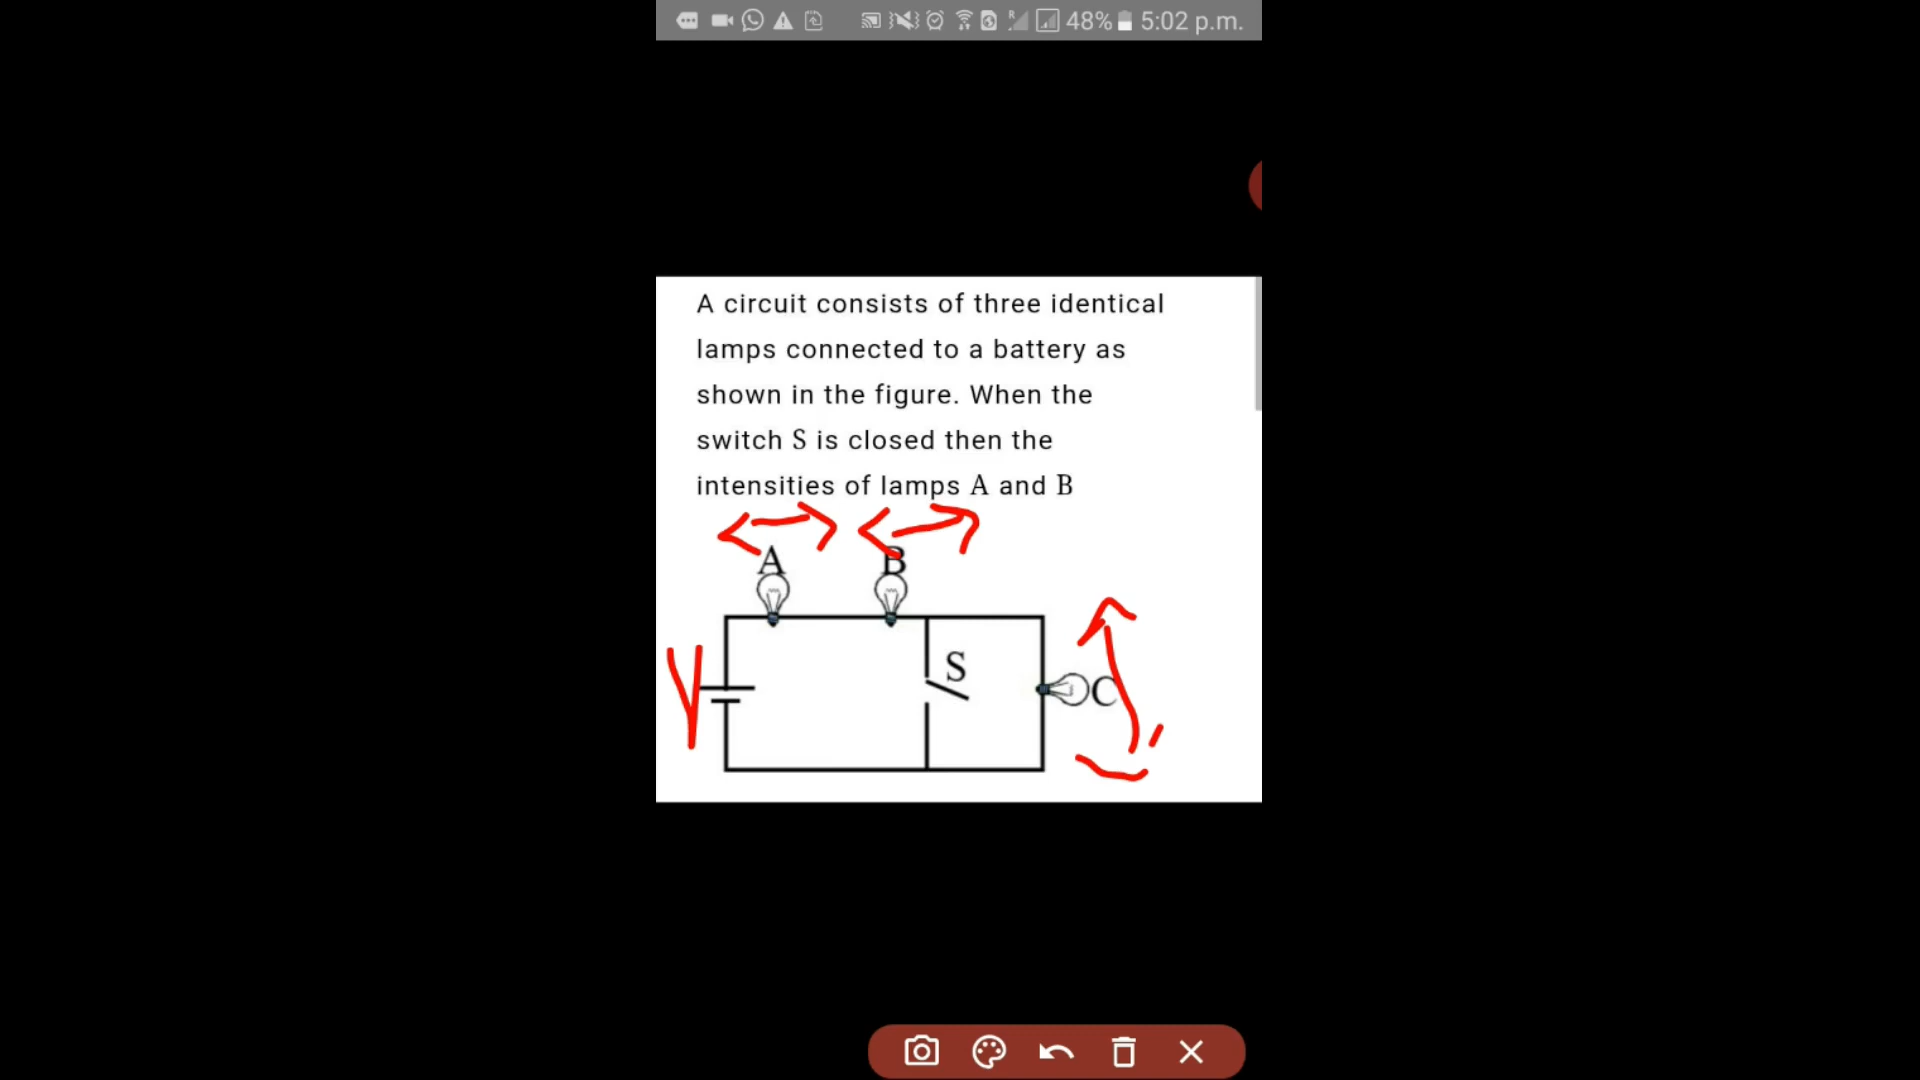 48% 5:02 p.m.
A circuit consists of three identical
lamps connected to a battery as
shown in the figure. When the
switch S is closed then the
intensities of lamps A and B
A B
V
S
C